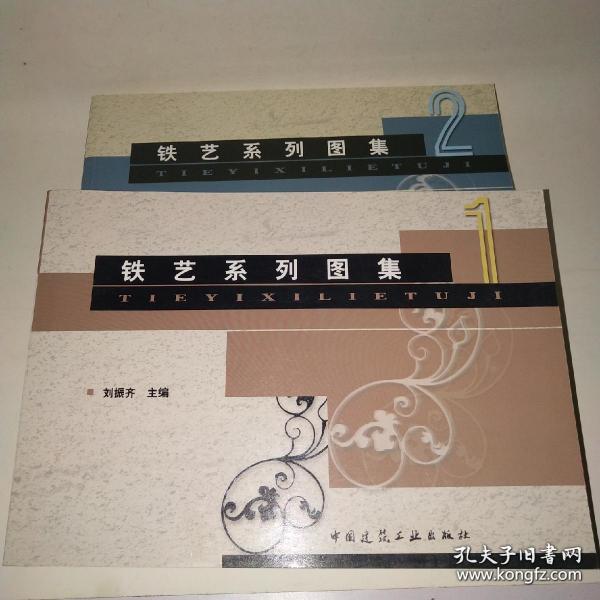 铁艺系列图集
2
TIEYIXILIETUJI
1
铁艺系列图集
TIEYIXILIETUJI
刘振齐 主编
中国建筑工业出版社
孔夫子旧书网
www.kongfz.com